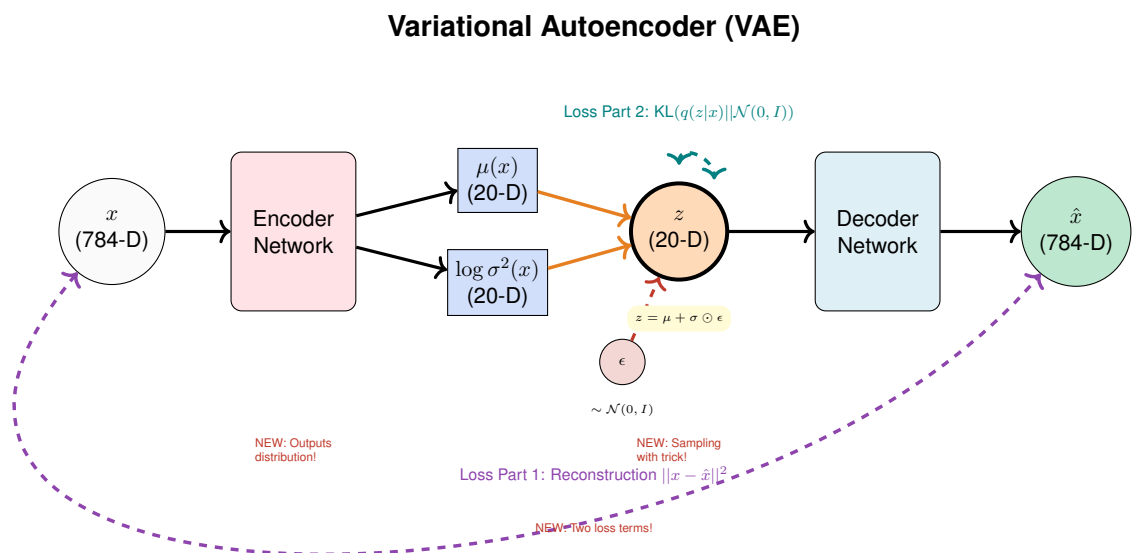 Variational Autoencoder (VAE)
Loss Part 2: KL(q(z|x)||𝒩(0, I))
x
(784-D)
Encoder
Network
μ(x)
(20-D)
log σ²(x)
(20-D)
z
(20-D)
Decoder
Network
x̂
(784-D)
z = μ + σ ⊙ ϵ
ϵ
∼ 𝒩(0, I)
NEW: Outputs
distribution!
NEW: Sampling
with trick!
Loss Part 1: Reconstruction ||x − x̂||²
NEW: Two loss terms!